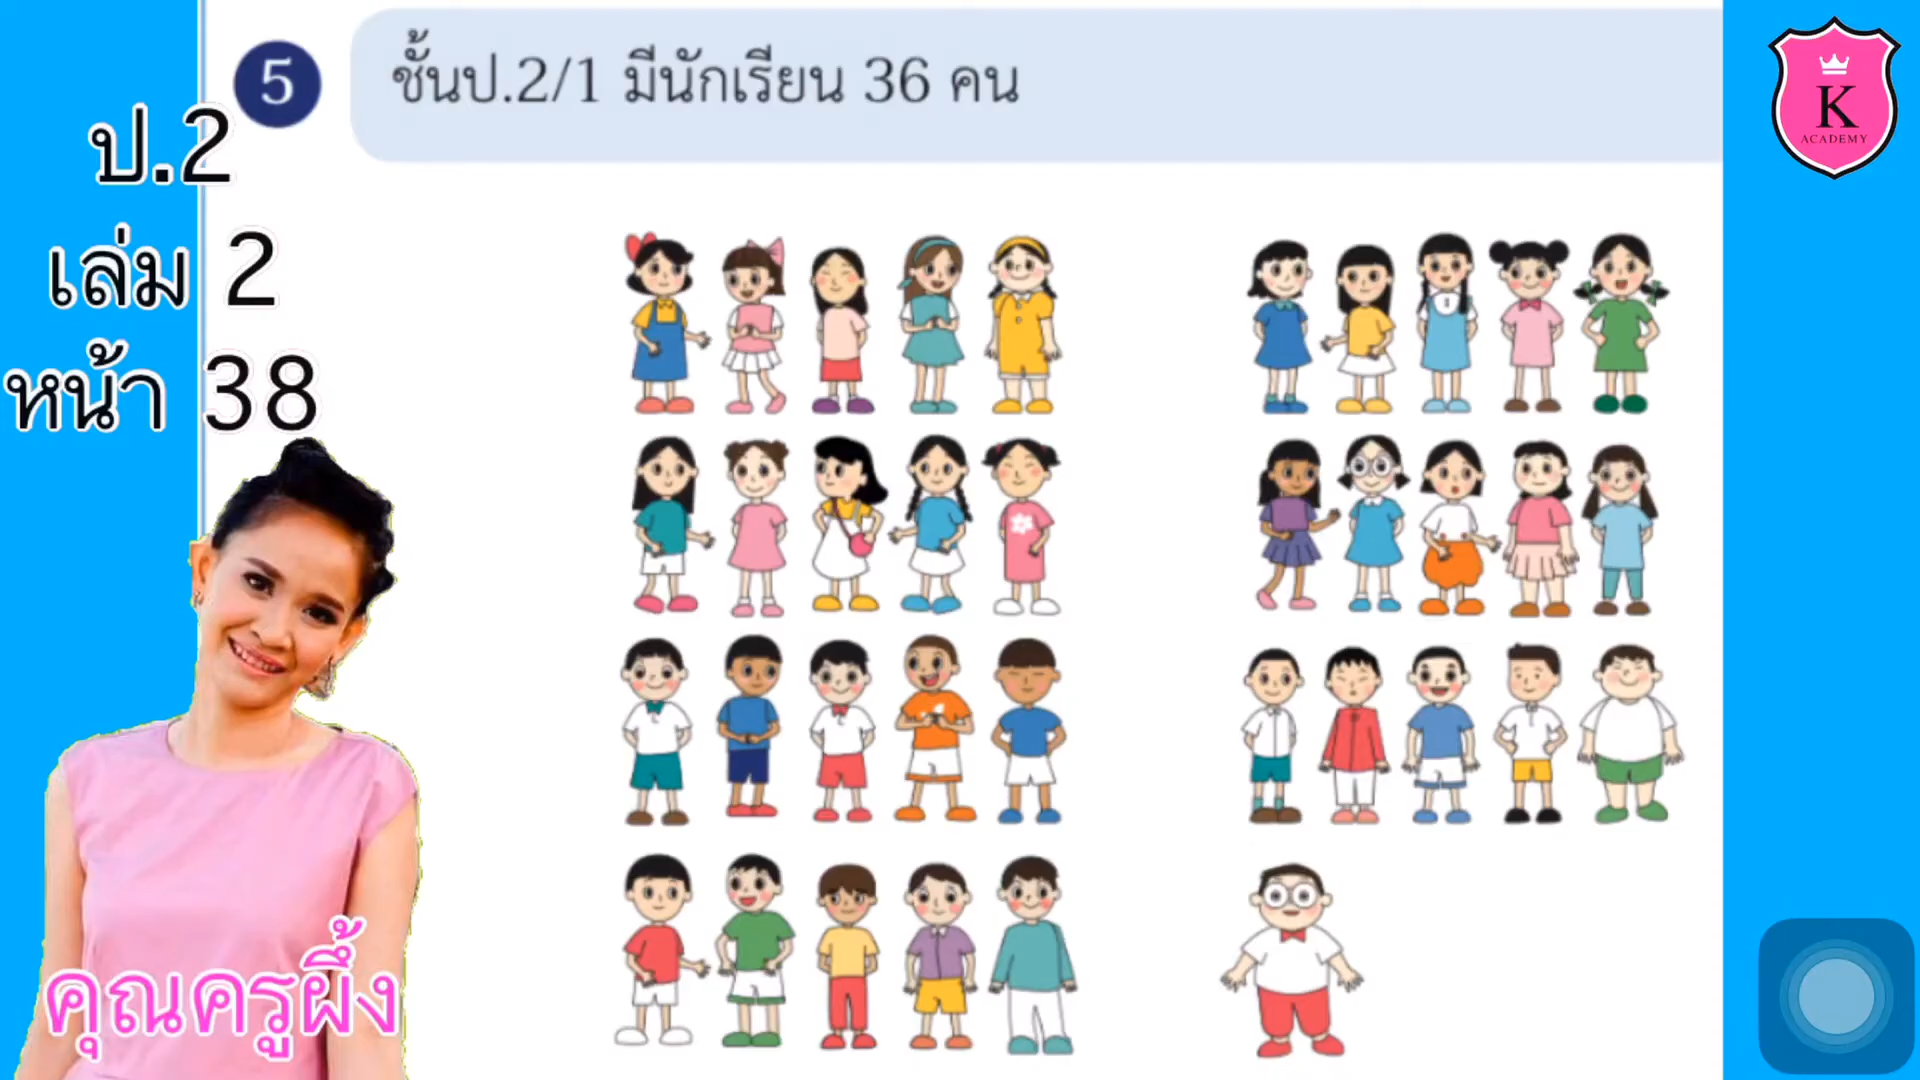 5
ชั้นป.2/1 มีนักเรียน 36 คน
ป.2
เล่ม 2
หน้า 38
คุณครูผึ้ง
K
ACADEMY